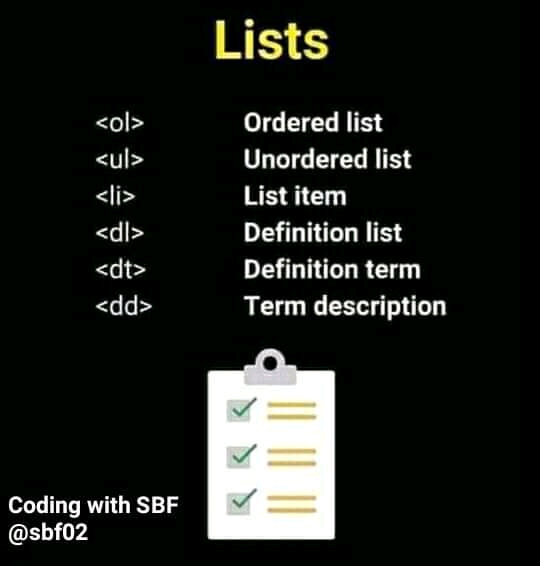 Lists
<ol> Ordered list
<ul> Unordered list
<li> List item
<dl> Definition list
<dt> Definition term
<dd> Term description
Coding with SBF
@sbf02